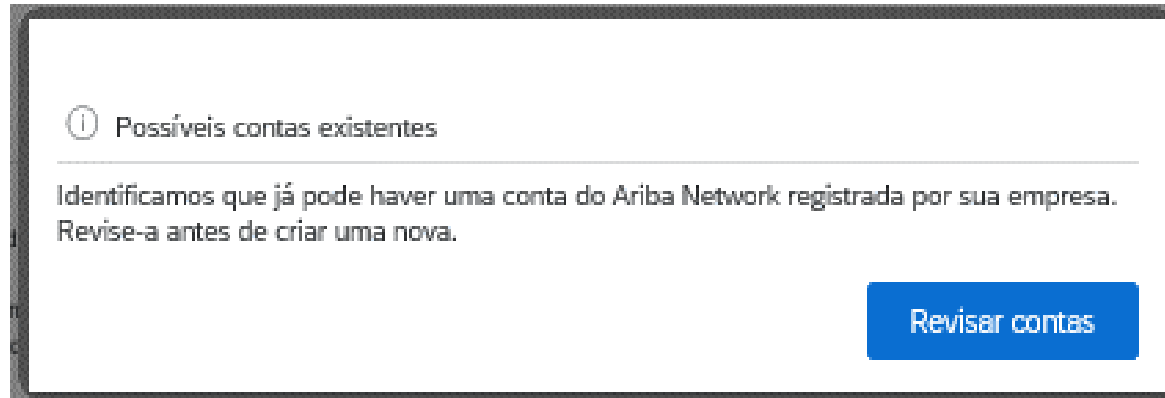 Possíveis contas existentes
Identificamos que já pode haver uma conta do Ariba Network registrada por sua empresa.
Revise-a antes de criar uma nova.
Revisar contas